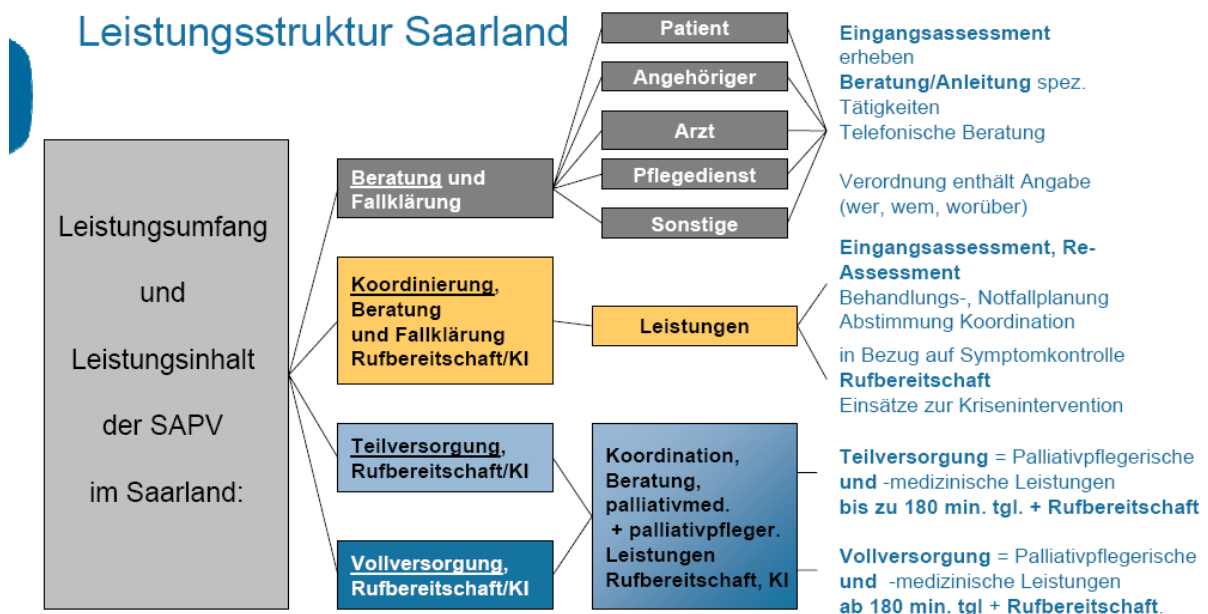 Leistungsstruktur Saarland
Leistungsumfang
und
Leistungsinhalt
der SAPV
im Saarland:
Beratung und
Fallklärung
Koordinierung,
Beratung
und Fallklärung
Rufbereitschaft/KI
Teilversorgung,
Rufbereitschaft/KI
Vollversorgung,
Rufbereitschaft/KI
Patient
Angehöriger
Arzt
Pflegedienst
Sonstige
Leistungen
Koordination,
Beratung,
palliativmed.
+ palliativpfleger.
Leistungen
Rufbereitschaft, KI
Eingangsassessment
erheben
Beratung/Anleitung spez.
Tätigkeiten
Telefonische Beratung
Verordnung enthält Angabe
(wer, wem, worüber)
Eingangsassessment, Re-
Assessment
Behandlungs-, Notfallplanung
Abstimmung Koordination
in Bezug auf Symptomkontrolle
Rufbereitschaft
Einsätze zur Krisenintervention
Teilversorgung = Palliativpflegerische
und -medizinische Leistungen
bis zu 180 min. tgl. + Rufbereitschaft
Vollversorgung = Palliativpflegerische
und -medizinische Leistungen
ab 180 min. tgl + Rufbereitschaft.